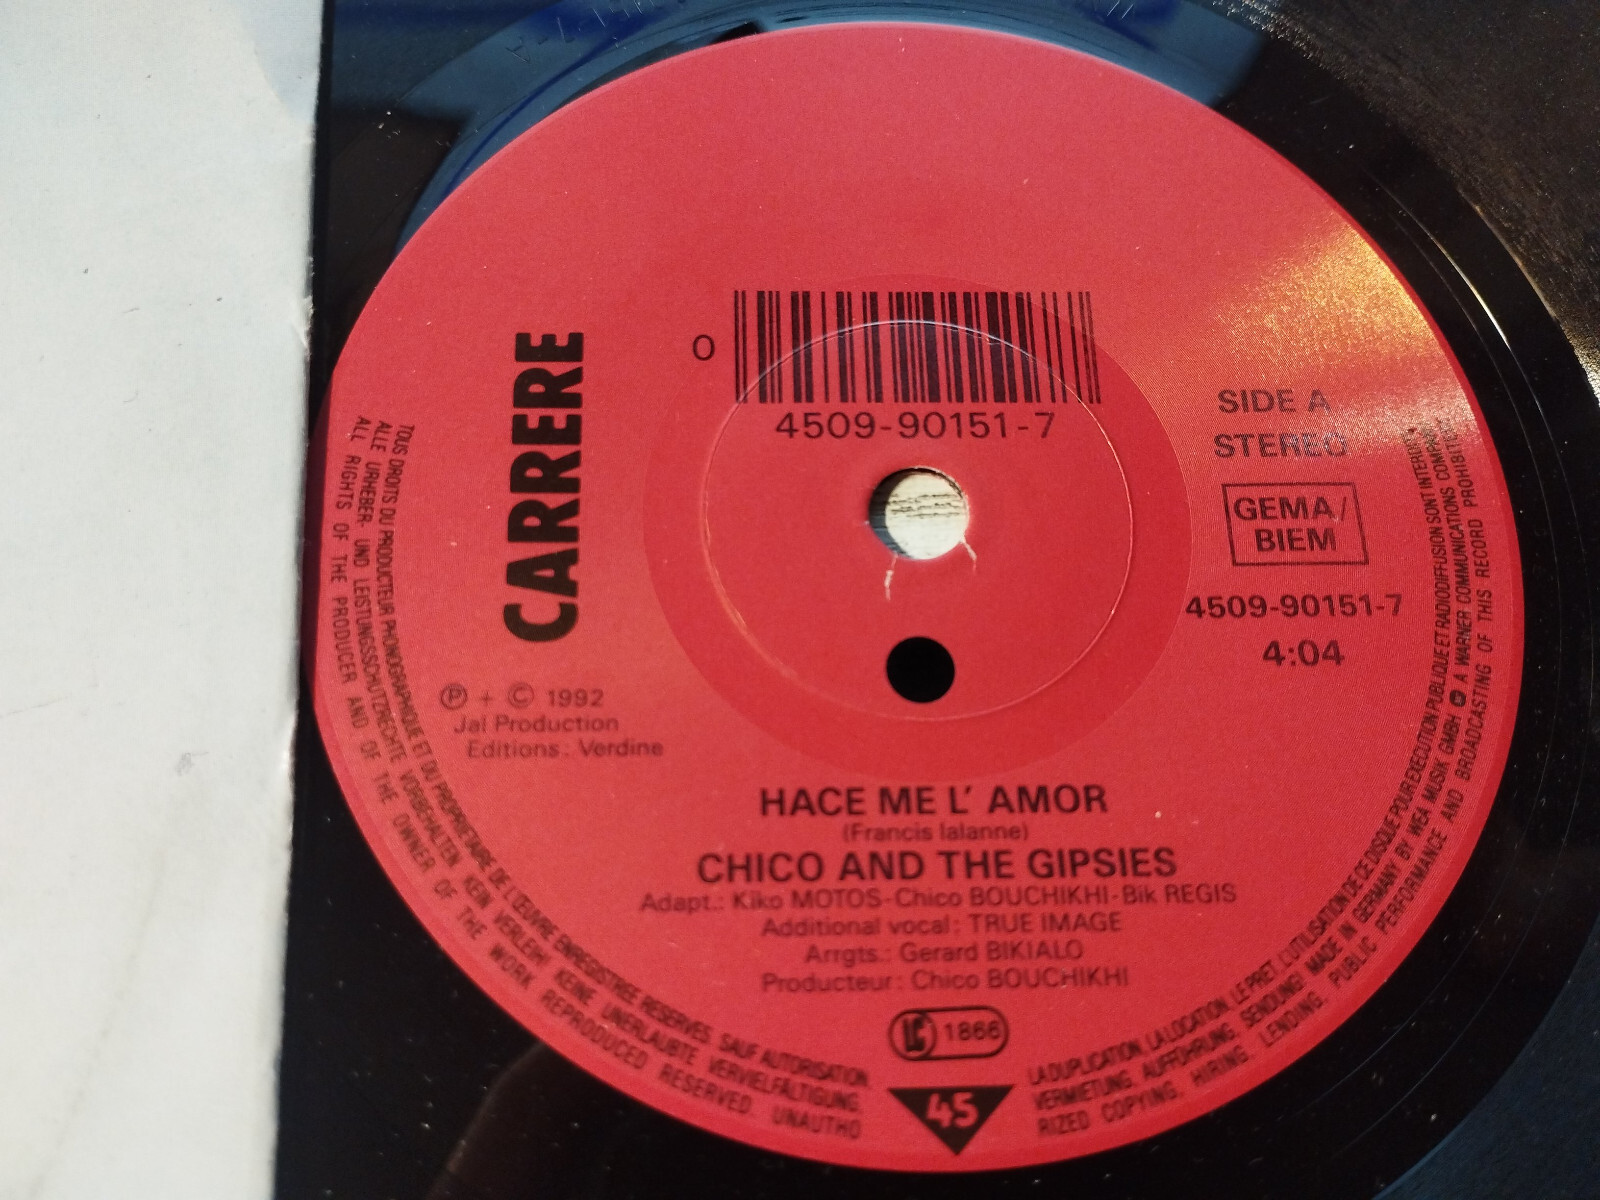 CARRERE
0
4509-90151-7
SIDE A
STEREO
GEMA/
BIEM
4509-90151-7
4:04
℗ + © 1992
Jal Production
Editions: Verdine
HACE ME L' AMOR
(Francis lalanne)
CHICO AND THE GIPSIES
Adapt.: Kiko MOTOS-Chico BOUCHIKHI-Bik REGIS
Additional vocal: TRUE IMAGE
Arrgts.: Gerard BIKIALO
Producteur: Chico BOUCHIKHI
LC 1866
45
TOUS DROITS DU PRODUCTEUR PHONOGRAPHIQUE ET DU PROPRIETAIRE DE L'ŒUVRE ENREGISTREE RESERVES. SAUF AUTORISATION LA DUPLICATION, LA LOCATION, LE PRET, L'UTILISATION DE CE DISQUE POUR EXECUTION PUBLIQUE ET RADIODIFFUSION SONT INTERDITS
ALLE URHEBER- UND LEISTUNGSSCHUTZRECHTE VORBEHALTEN KEIN VERLEIH! KEINE UNERLAUBTE VERVIELFÄLTIGUNG, VERMIETUNG, AUFFÜHRUNG, SENDUNG! MADE IN GERMANY BY WEA MUSIK GMBH A WARNER COMMUNICATIONS COMPANY
ALL RIGHTS OF THE PRODUCER AND OF THE OWNER OF THE WORK REPRODUCED RESERVED. UNAUTHORIZED COPYING, HIRING, LENDING, PUBLIC PERFORMANCE AND BROADCASTING OF THIS RECORD PROHIBITED